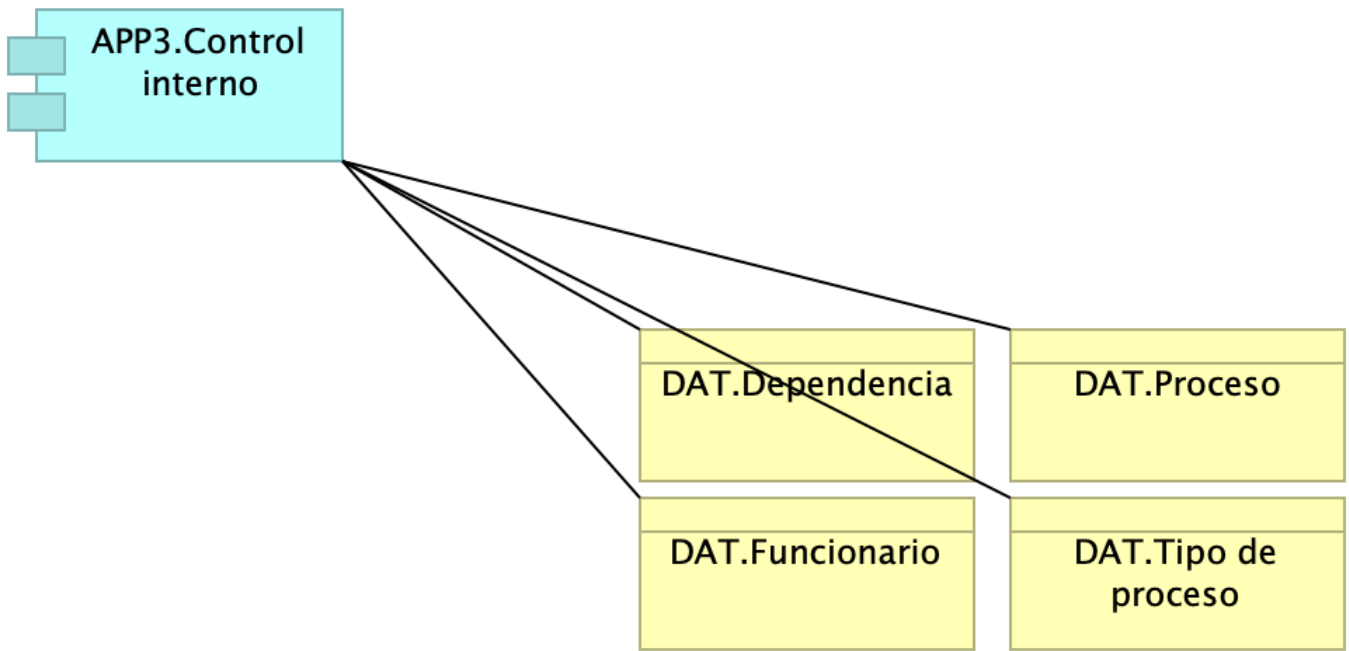 APP3.Control
interno
DAT.Dependencia
DAT.Proceso
DAT.Funcionario
DAT.Tipo de
proceso